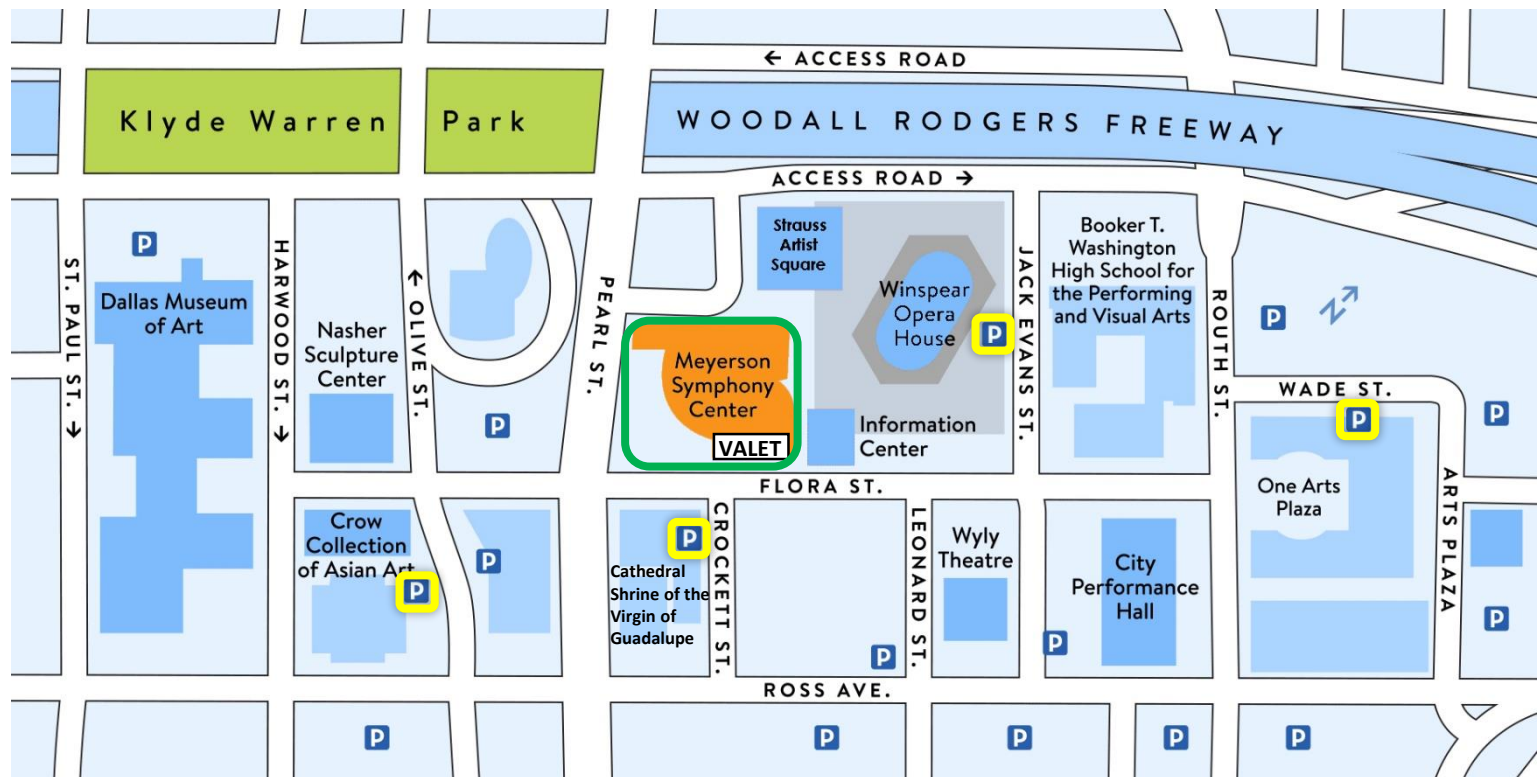 ← ACCESS ROAD
Klyde Warren Park
WOODALL RODGERS FREEWAY
ACCESS ROAD →
ST. PAUL ST. →
P
Dallas Museum
of Art
HARWOOD ST. →
Nasher
Sculpture
Center
← OLIVE ST.
P
PEARL ST.
Meyerson
Symphony
Center
VALET
Strauss
Artist
Square
Winspear
Opera
House
P
Information
Center
JACK EVANS ST.
Booker T.
Washington
High School for
the Performing
and Visual Arts
ROUTH ST.
P
N
WADE ST.
P
P
One Arts
Plaza
ARTS PLAZA
P
FLORA ST.
Crow
Collection
of Asian Art
P
P
P
Cathedral
Shrine of the
Virgin of
Guadalupe
CROCKETT ST.
P
LEONARD ST.
Wyly
Theatre
P
City
Performance
Hall
ROSS AVE.
P
P
P
P
P